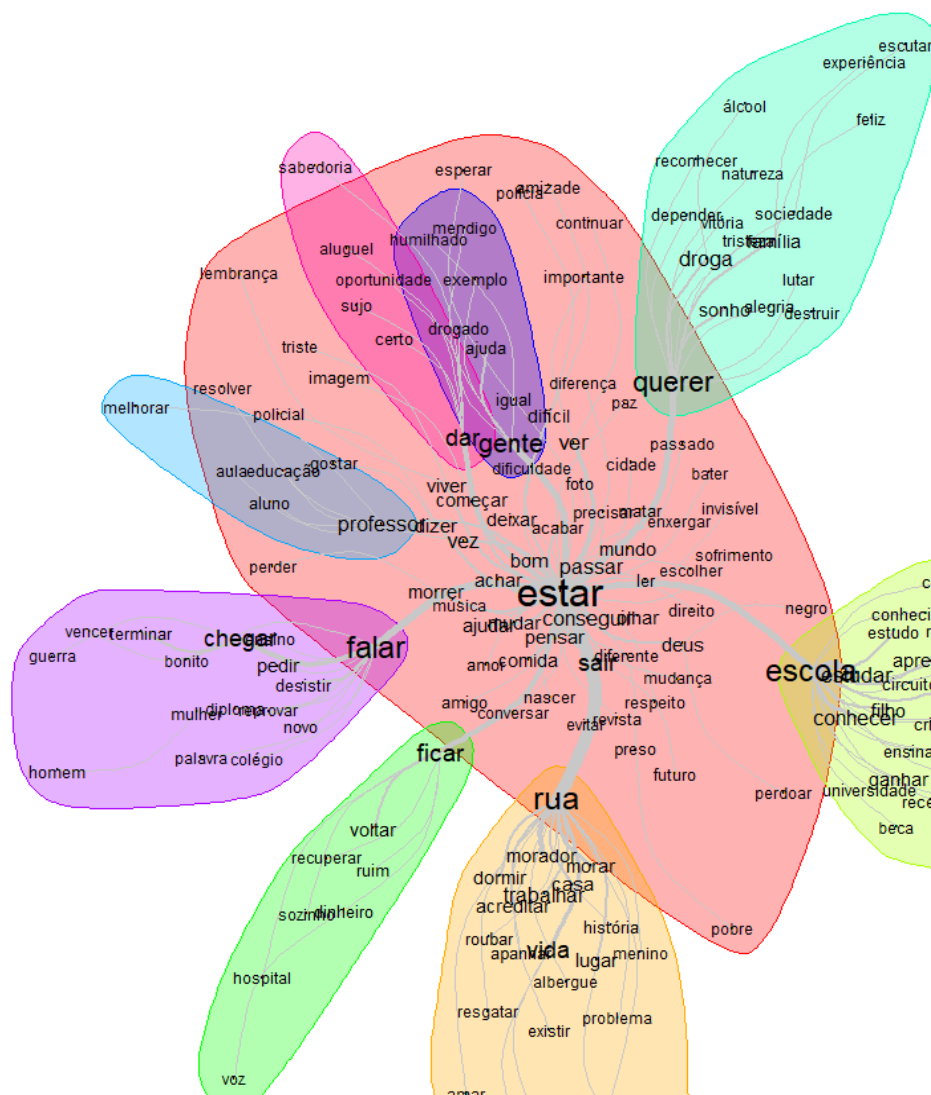 escutar
experiência
álcool
feliz
reconhecer
natureza
sabedoria
esperar
polícia
amizade
depender
vitória
sociedade
família
continuar
mendigo
humilhado
aluguel
droga
lembrança
oportunidade
exemplo
importante
lutar
sujo
sonho
alegria
destruir
drogado
certo
ajuda
triste
imagem
diferença
querer
resolver
melhorar
policial
igual
difícil
paz
dar
gente
ver
passado
aula
educação
gostar
dificuldade
cidade
bater
viver
foto
aluno
começar
precisar
matar
invisível
professor
dizer
deixar
acabar
enxergar
vez
mundo
sofrimento
perder
bom
passar
escolher
achar
ler
morrer
estar
música
direito
negro
vencer
terminar
chegar
ajudar
mudar
conseguir
olhar
guerra
bonito
pedir
falar
pensar
deus
amor
comida
sair
diferente
escola
estudar
desistir
mudança
conhecer
estudo
circuito
filho
mulher
diploma
reprovar
novo
amigo
nascer
conversar
respeito
revista
evitar
palavra
colégio
ficar
preso
futuro
ganhar
homem
rua
perdoar
universidade
beca
voltar
recuperar
ruim
morador
morar
dormir
casa
trabalhar
acreditar
sozinho
dinheiro
história
pobre
roubar
apanhar
vida
lugar
menino
hospital
albergue
resgatar
existir
problema
voz